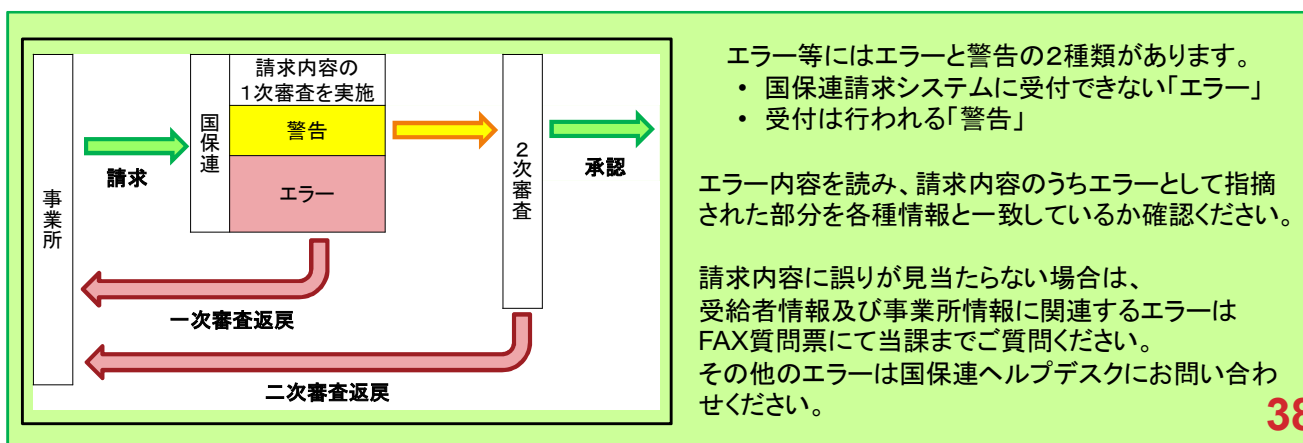 請求内容の
1次審査を実施
国保連
警告
エラー
請求
事業所
2次審査
承認
一次審査返戻
二次審査返戻
エラー等にはエラーと警告の2種類があります。
• 国保連請求システムに受付できない「エラー」
• 受付は行われる「警告」
エラー内容を読み、請求内容のうちエラーとして指摘
された部分を各種情報と一致しているか確認ください。
請求内容に誤りが見当たらない場合は、
受給者情報及び事業所情報に関連するエラーは
FAX質問票にて当課までご質問ください。
その他のエラーは国保連ヘルプデスクにお問い合わ
せください。
38